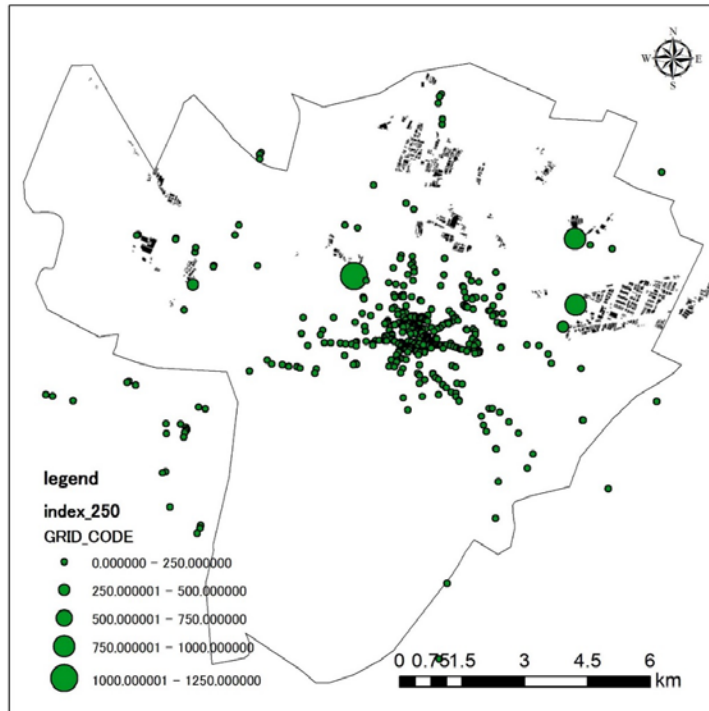 N
W E
S
legend
index_250
GRID_CODE
0.000000 - 250.000000
250.000001 - 500.000000
500.000001 - 750.000000
750.000001 - 1000.000000
1000.000001 - 1250.000000
0 0.751.5 3 4.5 6
km